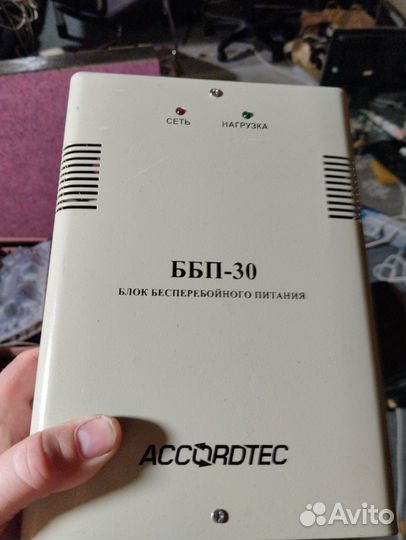 СЕТЬ НАГРУЗКА
ББП-30
БЛОК БЕСПЕРЕБОЙНОГО ПИТАНИЯ
ACCORDTEC
Avito